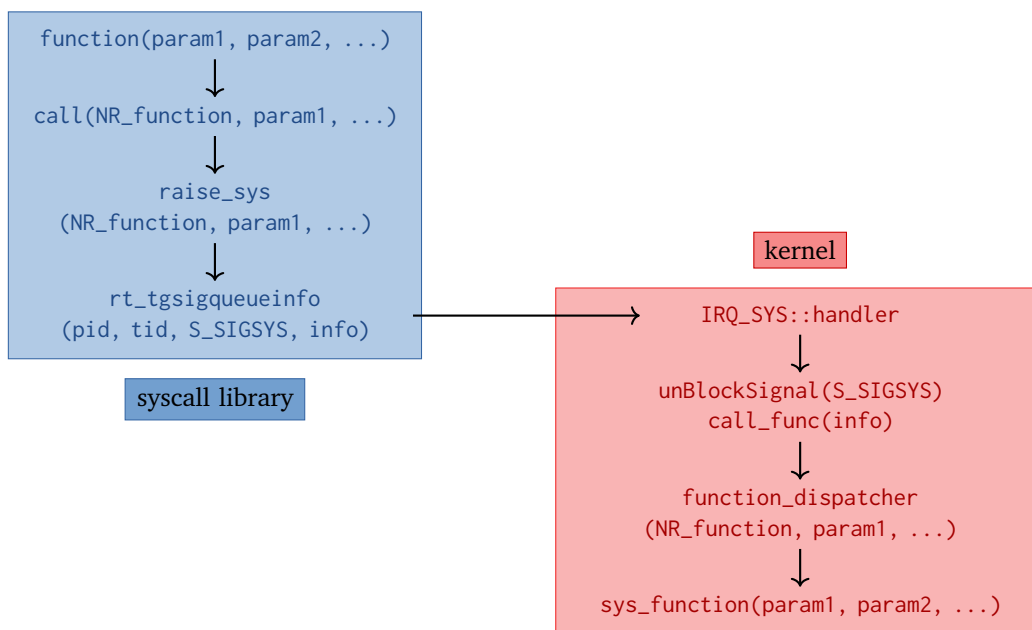 function(param1, param2, ...)
call(NR_function, param1, ...)
raise_sys
(NR_function, param1, ...)
rt_tgsigqueueinfo
(pid, tid, S_SIGSYS, info)
syscall library
kernel
IRQ_SYS::handler
unBlockSignal(S_SIGSYS)
call_func(info)
function_dispatcher
(NR_function, param1, ...)
sys_function(param1, param2, ...)